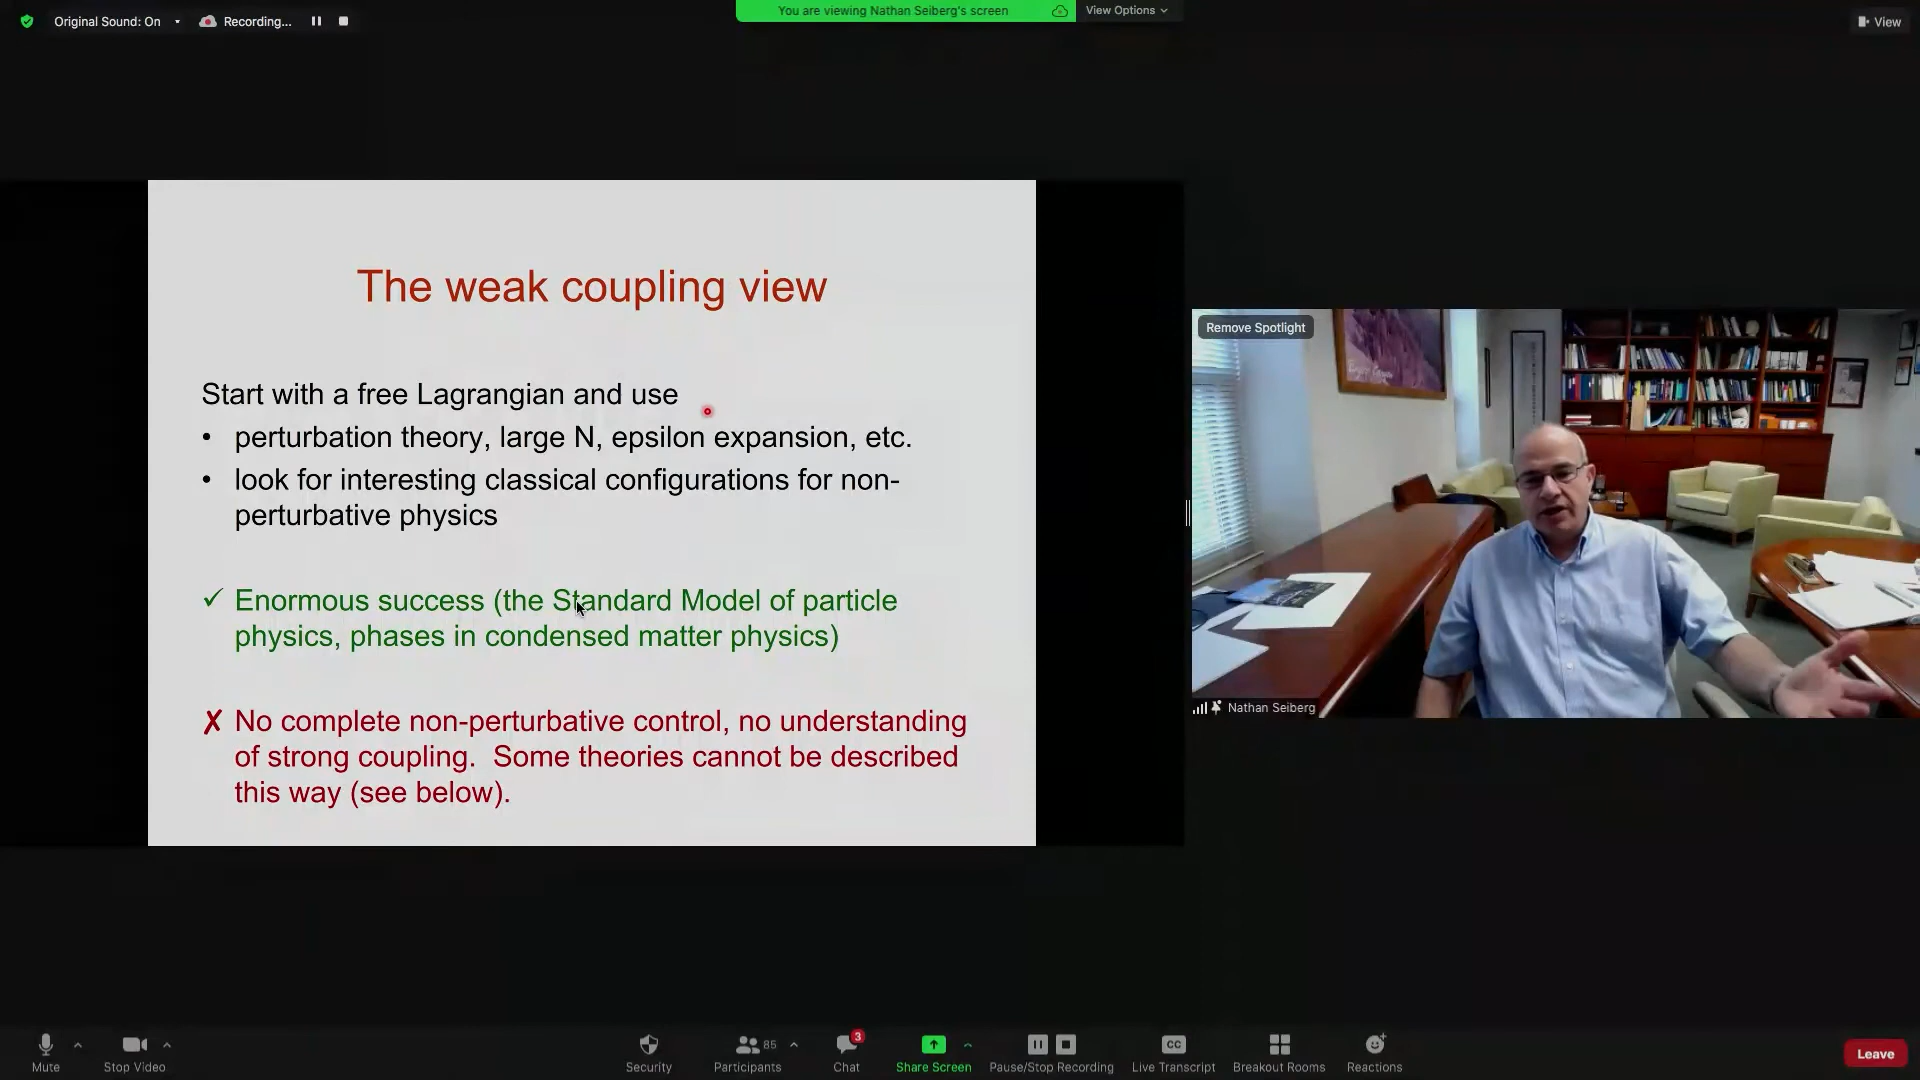 Original Sound: On
Recording...
You are viewing Nathan Seiberg's screen
View Options
View
The weak coupling view
Start with a free Lagrangian and use
• perturbation theory, large N, epsilon expansion, etc.
• look for interesting classical configurations for non-
perturbative physics
✓ Enormous success (the Standard Model of particle
physics, phases in condensed matter physics)
✗ No complete non-perturbative control, no understanding
of strong coupling.  Some theories cannot be described
this way (see below).
Remove Spotlight
Nathan Seiberg
Mute
Stop Video
Security
85
Participants
3
Chat
Share Screen
Pause/Stop Recording
CC
Live Transcript
Breakout Rooms
Reactions
Leave